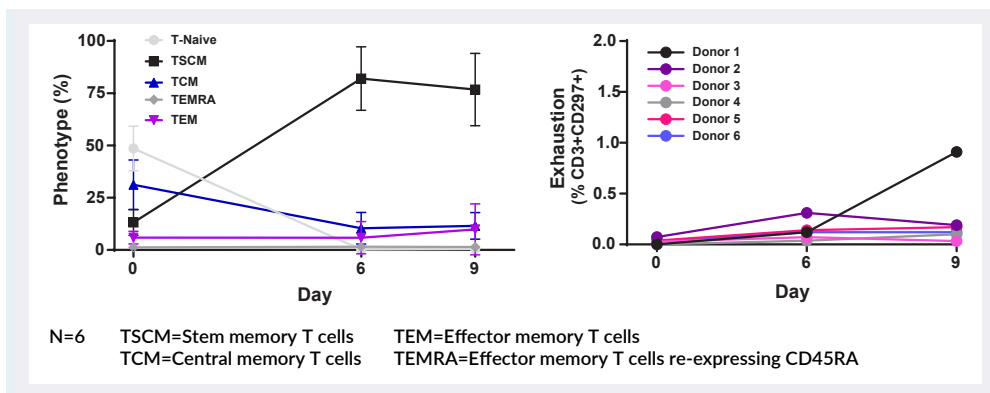 100
75
50
25
0
Phenotype (%)
T-Naive
TSCM
TCM
TEMRA
TEM
0 6 9
Day
2.0
1.5
1.0
0.5
0.0
Exhaustion
(% CD3+CD297+)
Donor 1
Donor 2
Donor 3
Donor 4
Donor 5
Donor 6
0 6 9
Day
N=6 TSCM=Stem memory T cells TEM=Effector memory T cells
TCM=Central memory T cells TEMRA=Effector memory T cells re-expressing CD45RA